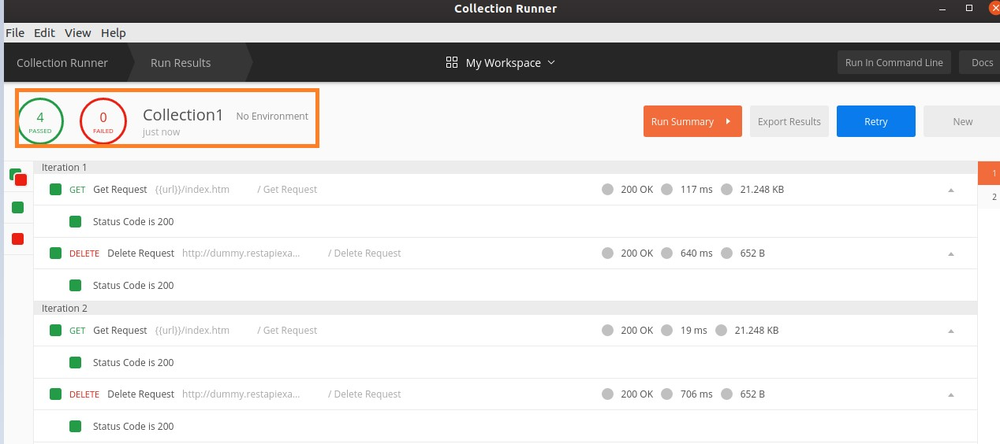 Collection Runner
File Edit View Help
Collection Runner Run Results My Workspace Run In Command Line Docs
4 PASSED 0 FAILED Collection1 No Environment just now Run Summary Export Results Retry New
Iteration 1 1
GET Get Request {{url}}/index.htm / Get Request 200 OK 117 ms 21.248 KB 2
Status Code is 200
DELETE Delete Request http://dummy.restapiexa... / Delete Request 200 OK 640 ms 652 B
Status Code is 200
Iteration 2
GET Get Request {{url}}/index.htm / Get Request 200 OK 19 ms 21.248 KB
Status Code is 200
DELETE Delete Request http://dummy.restapiexa... / Delete Request 200 OK 706 ms 652 B
Status Code is 200